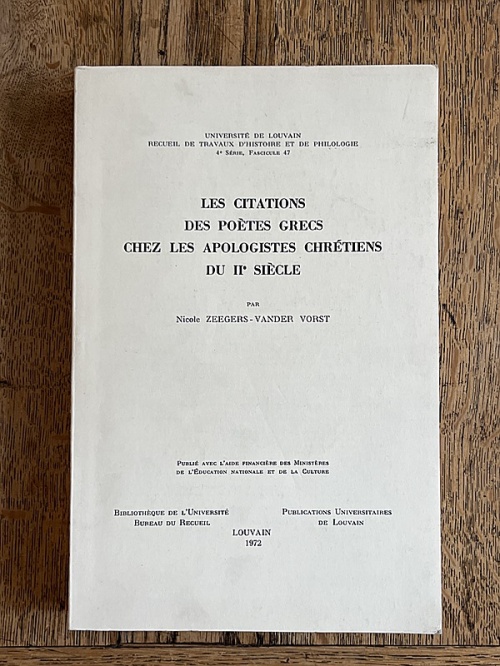 UNIVERSITÉ DE LOUVAIN
RECUEIL DE TRAVAUX D'HISTOIRE ET DE PHILOLOGIE
4e Série, Fascicule 47
LES CITATIONS
DES POÈTES GRECS
CHEZ LES APOLOGISTES CHRÉTIENS
DU IIe SIÈCLE
PAR
Nicole ZEEGERS-VANDER VORST
Publié avec l'aide financière des Ministères
de l'Éducation nationale et de la Culture
Bibliothèque de l'Université
Bureau du Recueil
Publications Universitaires
de Louvain
LOUVAIN
1972